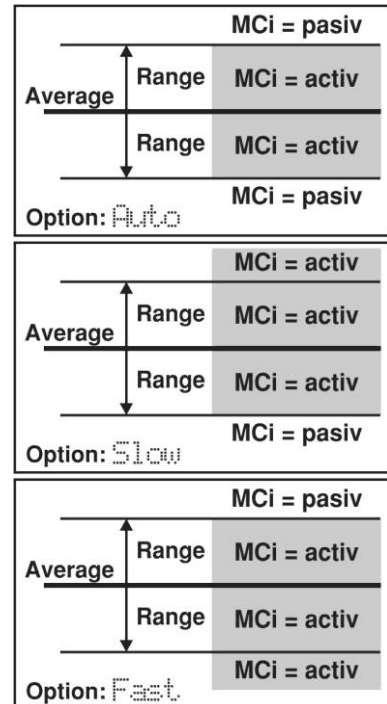 MCi = pasiv
Range MCi = activ
Average
Range MCi = activ
MCi = pasiv
Option: Auto
MCi = activ
Range MCi = activ
Average
Range MCi = activ
MCi = pasiv
Option: Slow
MCi = pasiv
Range MCi = activ
Average
Range MCi = activ
MCi = activ
Option: Fast